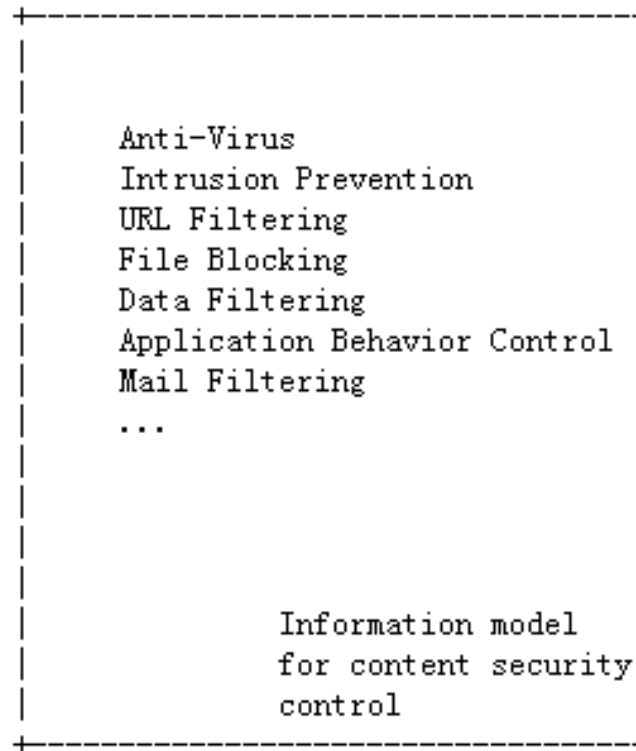 Anti-Virus
Intrusion Prevention
URL Filtering
File Blocking
Data Filtering
Application Behavior Control
Mail Filtering
...
Information model
for content security
control